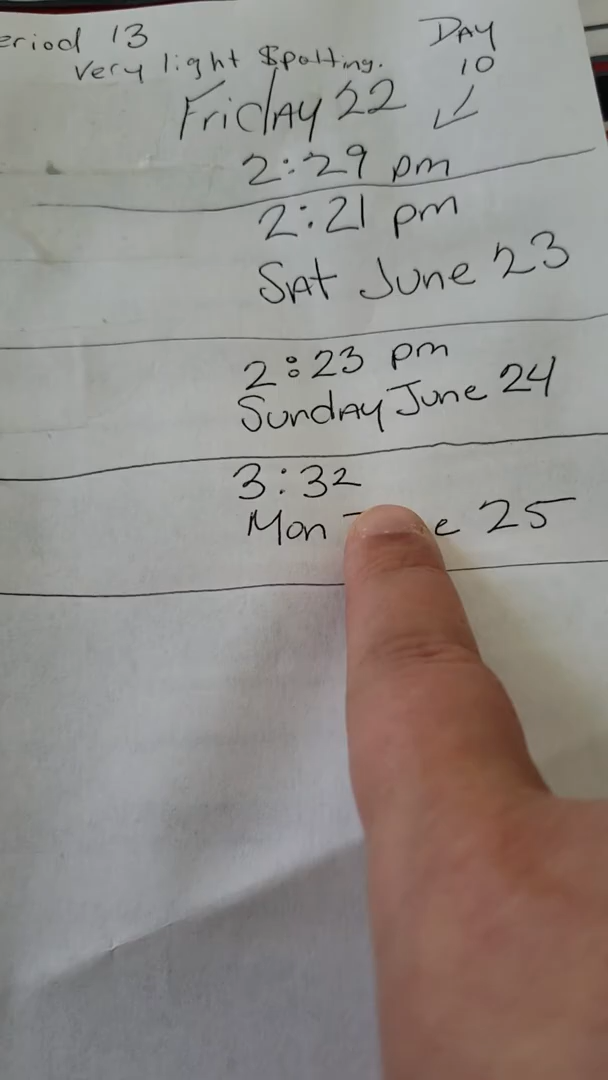 eriod 13
very light Spotting.
DAY
10
Friday 22
2:29 pm
2:21 pm
SAt June 23
2:23 pm
SundAy June 24
3:32
Mon e 25